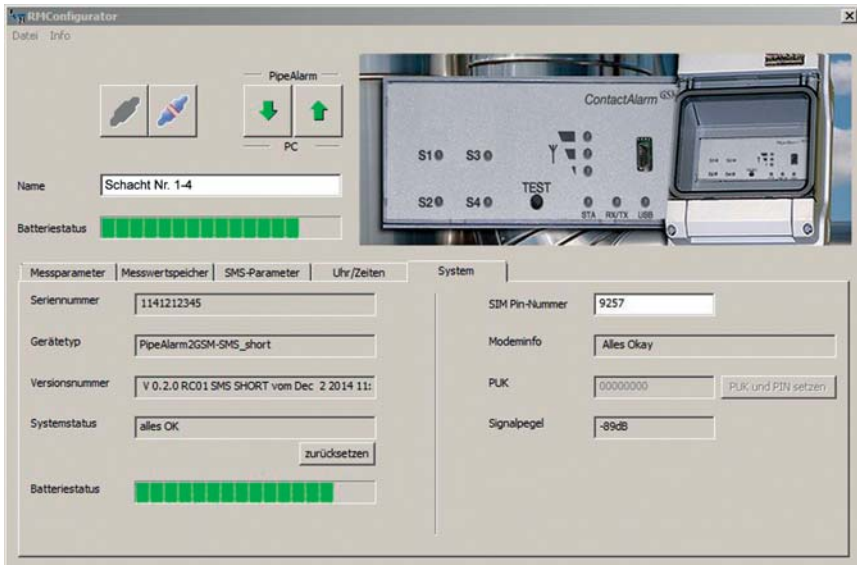 RMConfigurator
Datei Info
PipeAlarm
PC
Name Schacht Nr. 1-4
Batteriestatus
ContactAlarm GSM
S1 S3
S2 S4
TEST
STA RX/TX USB
Messparameter Messwertspeicher SMS-Parameter Uhr/Zeiten System
Seriennummer 1141212345
Gerätetyp PipeAlarm2GSM-SMS_short
Versionsnummer V 0.2.0 RC01 SMS SHORT vom Dec 2 2014 11:
Systemstatus alles OK
zurücksetzen
Batteriestatus
SIM Pin-Nummer 9257
Modeminfo Alles Okay
PUK 00000000 PUK und PIN setzen
Signalpegel -89dB